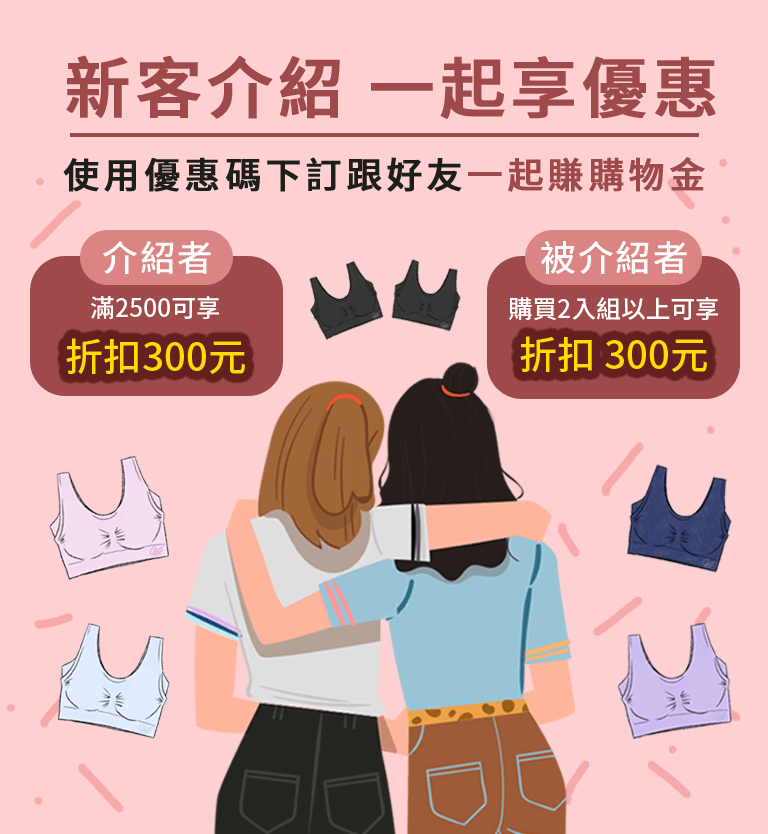 新客介紹 一起享優惠
使用優惠碼下訂跟好友一起賺購物金
介紹者
滿2500可享
折扣300元
被介紹者
購買2入組以上可享
折扣 300元